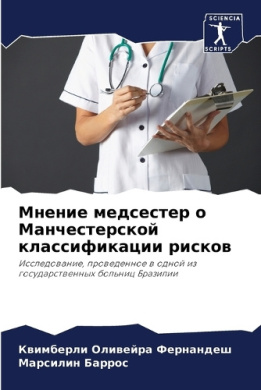 SCIENCIA
SCRIPTS
Мнение медсестер о
Манчестерской
классификации рисков
Исследование, проведенное в одной из
государственных больниц Бразилии
Квимберли Оливейра Фернандеш
Марсилин Баррос